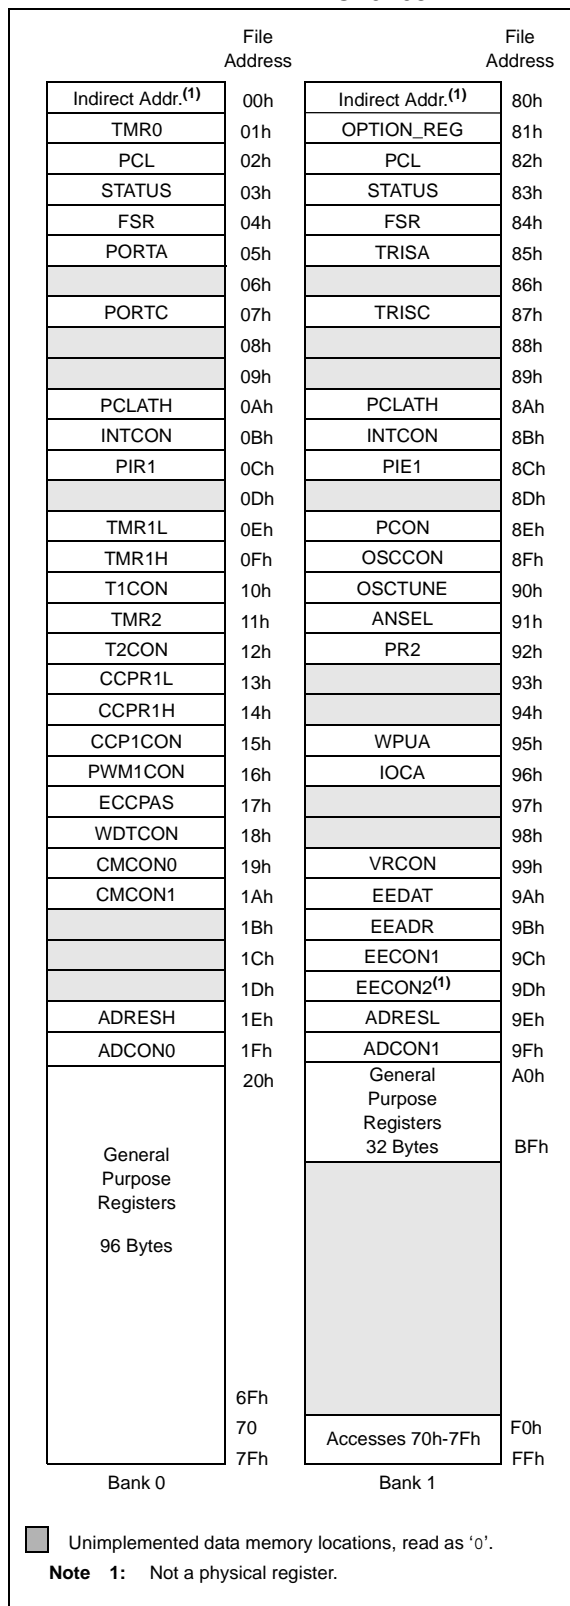 File Address File Address
Indirect Addr.(1) 00h Indirect Addr.(1) 80h
TMR0 01h OPTION_REG 81h
PCL 02h PCL 82h
STATUS 03h STATUS 83h
FSR 04h FSR 84h
PORTA 05h TRISA 85h
06h 86h
PORTC 07h TRISC 87h
08h 88h
09h 89h
PCLATH 0Ah PCLATH 8Ah
INTCON 0Bh INTCON 8Bh
PIR1 0Ch PIE1 8Ch
0Dh 8Dh
TMR1L 0Eh PCON 8Eh
TMR1H 0Fh OSCCON 8Fh
T1CON 10h OSCTUNE 90h
TMR2 11h ANSEL 91h
T2CON 12h PR2 92h
CCPR1L 13h 93h
CCPR1H 14h 94h
CCP1CON 15h WPUA 95h
PWM1CON 16h IOCA 96h
ECCPAS 17h 97h
WDTCON 18h 98h
CMCON0 19h VRCON 99h
CMCON1 1Ah EEDAT 9Ah
1Bh EEADR 9Bh
1Ch EECON1 9Ch
1Dh EECON2(1) 9Dh
ADRESH 1Eh ADRESL 9Eh
ADCON0 1Fh ADCON1 9Fh
20h General A0h
Purpose
Registers
General 32 Bytes BFh
Purpose
Registers
96 Bytes
6Fh
70 Accesses 70h-7Fh F0h
7Fh FFh
Bank 0 Bank 1
Unimplemented data memory locations, read as ‘0’.
Note 1: Not a physical register.